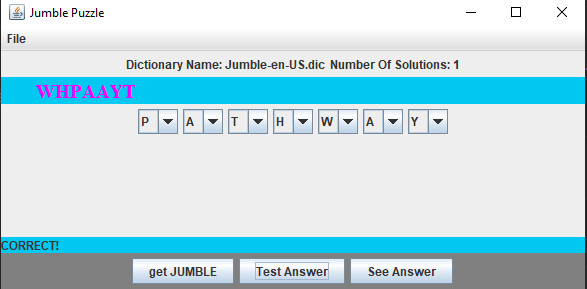 Jumble Puzzle
File
Dictionary Name: Jumble-en-US.dic Number Of Solutions: 1
WHPAAYT
P A T H W A Y
CORRECT!
get JUMBLE Test Answer See Answer